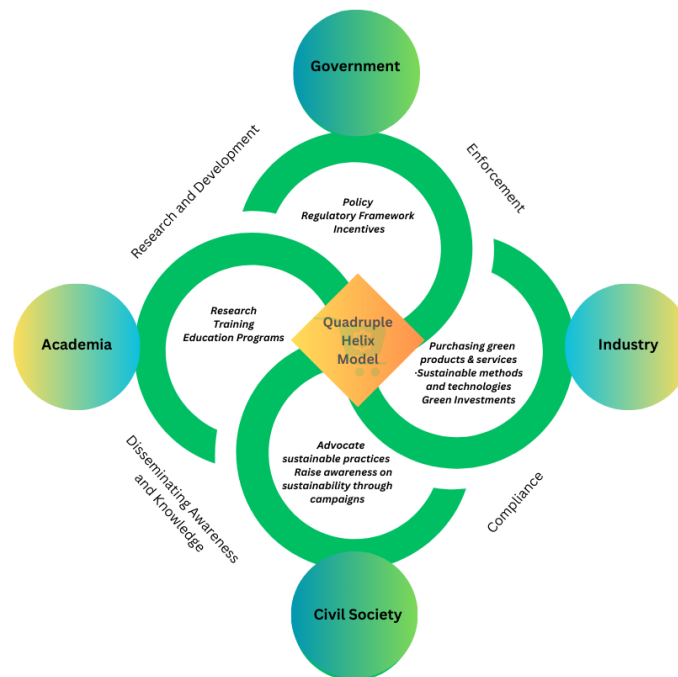 Government
Research and Development
Enforcement
Policy
Regulatory Framework
Incentives
Academia
Research
Training
Education Programs
Quadruple
Helix
Model
Purchasing green
products & services
·Sustainable methods
and technologies
Green Investments
Industry
Disseminating Awareness
and Knowledge
Advocate
sustainable practices
Raise awareness on
sustainability through
campaigns
Compliance
Civil Society